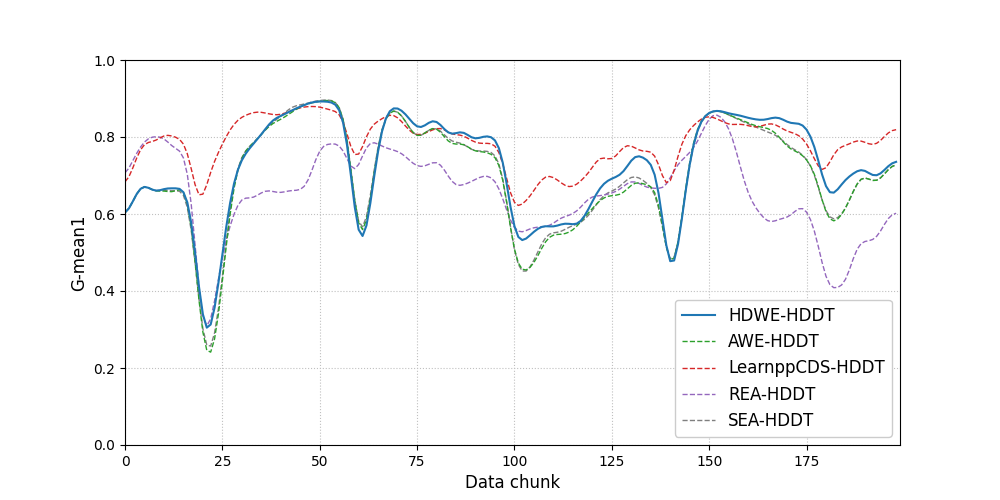 1.0
0.8
0.6
0.4
0.2
0.0
G-mean1
0 25 50 75 100 125 150 175
Data chunk
HDWE-HDDT
AWE-HDDT
LearnppCDS-HDDT
REA-HDDT
SEA-HDDT